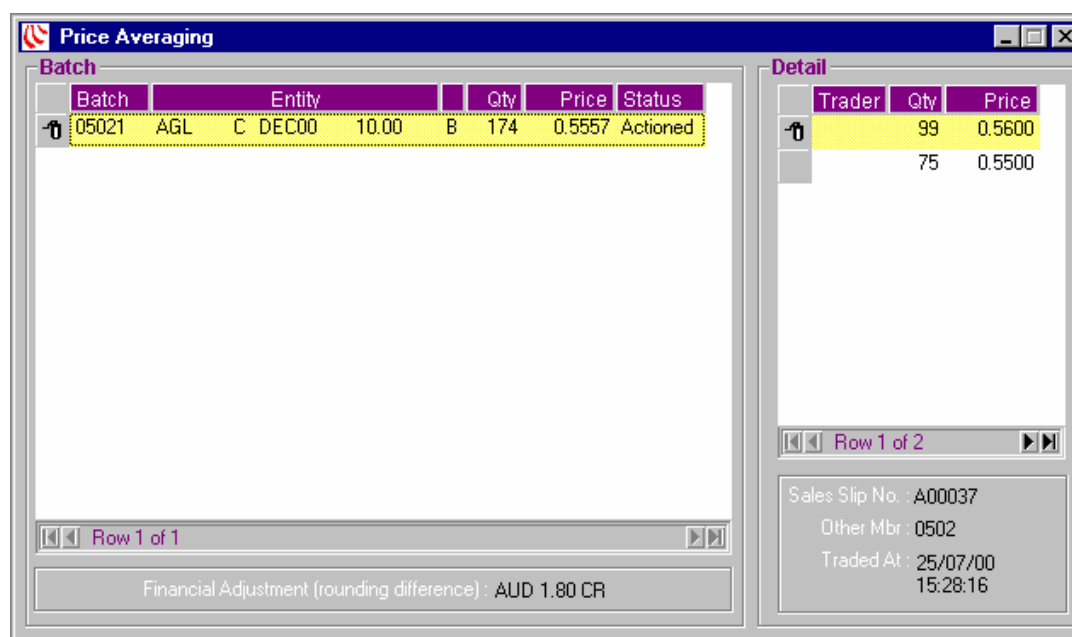 Price Averaging
Batch
Batch Entity Qty Price Status
05021 AGL C DEC00 10.00 B 174 0.5557 Actioned
Row 1 of 1
Financial Adjustment (rounding difference) : AUD 1.80 CR
Detail
Trader Qty Price
99 0.5600
75 0.5500
Row 1 of 2
Sales Slip No. : A00037
Other Mbr : 0502
Traded At : 25/07/00
15:28:16